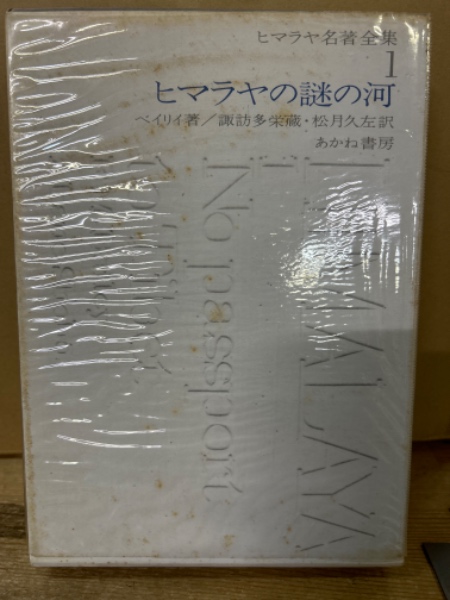 ヒマラヤ名著全集
1
ヒマラヤの謎の河
ベイリイ著／諏訪多栄蔵・松月久左訳
あかね書房
HIMALAYA
No passport